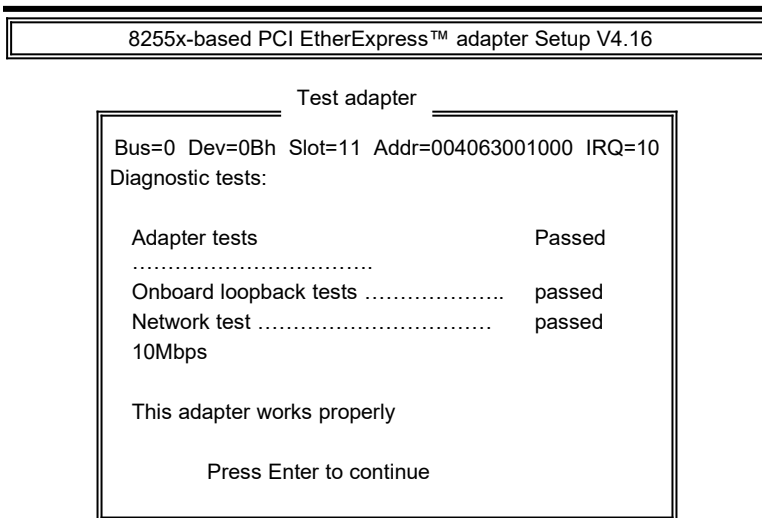 8255x-based PCI EtherExpress™ adapter Setup V4.16
Test adapter
Bus=0 Dev=0Bh Slot=11 Addr=004063001000 IRQ=10
Diagnostic tests:
Adapter tests Passed
…………………………….
Onboard loopback tests ……………….. passed
Network test …………………………… passed
10Mbps
This adapter works properly
Press Enter to continue